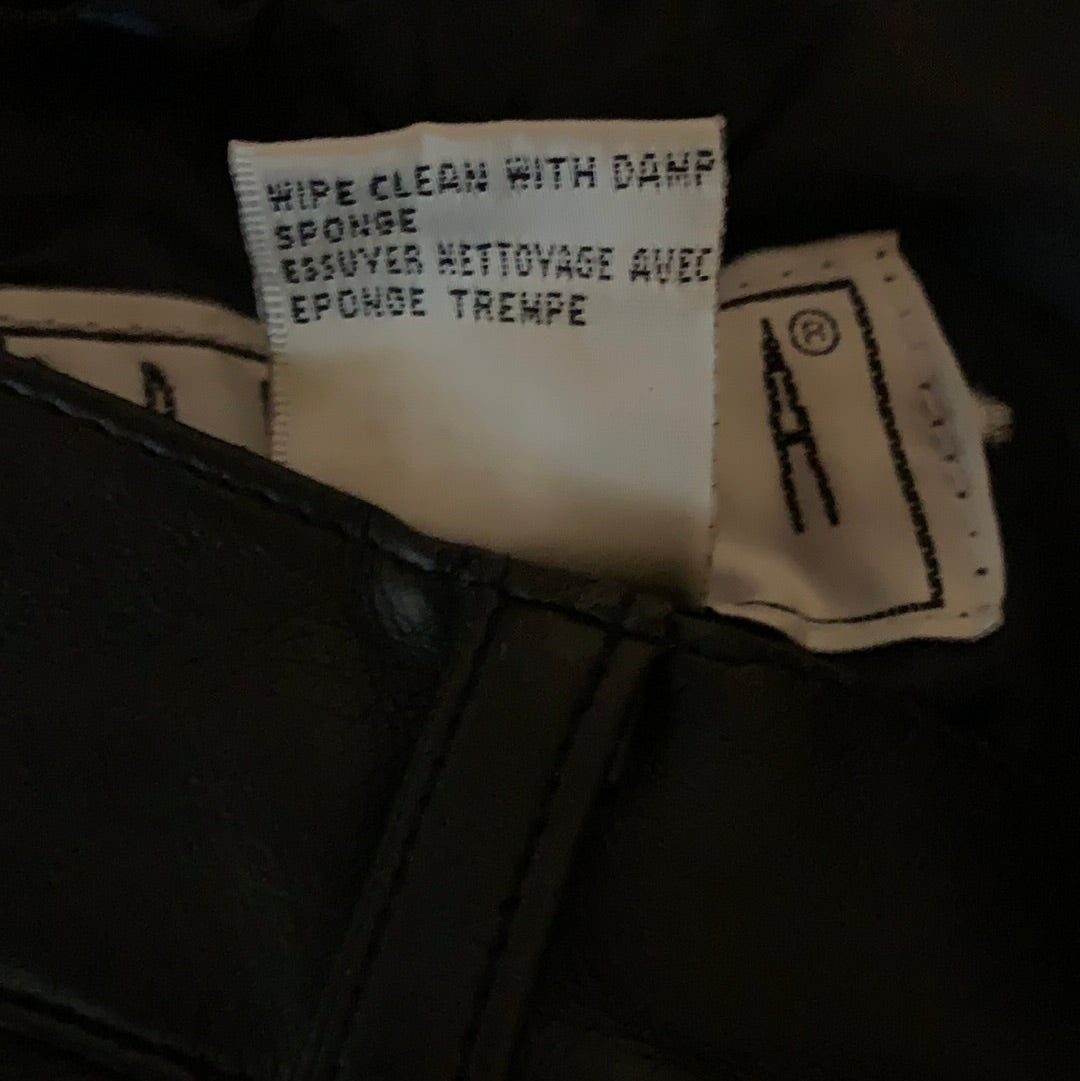 WIPE CLEAN WITH DAMP
SPONGE
ESSUYER NETTOYAGE AVEC
EPONGE TREMPE
®